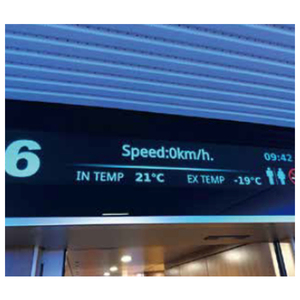 6
Speed:0km/h.
09:42
IN TEMP 21℃ EX TEMP -19℃